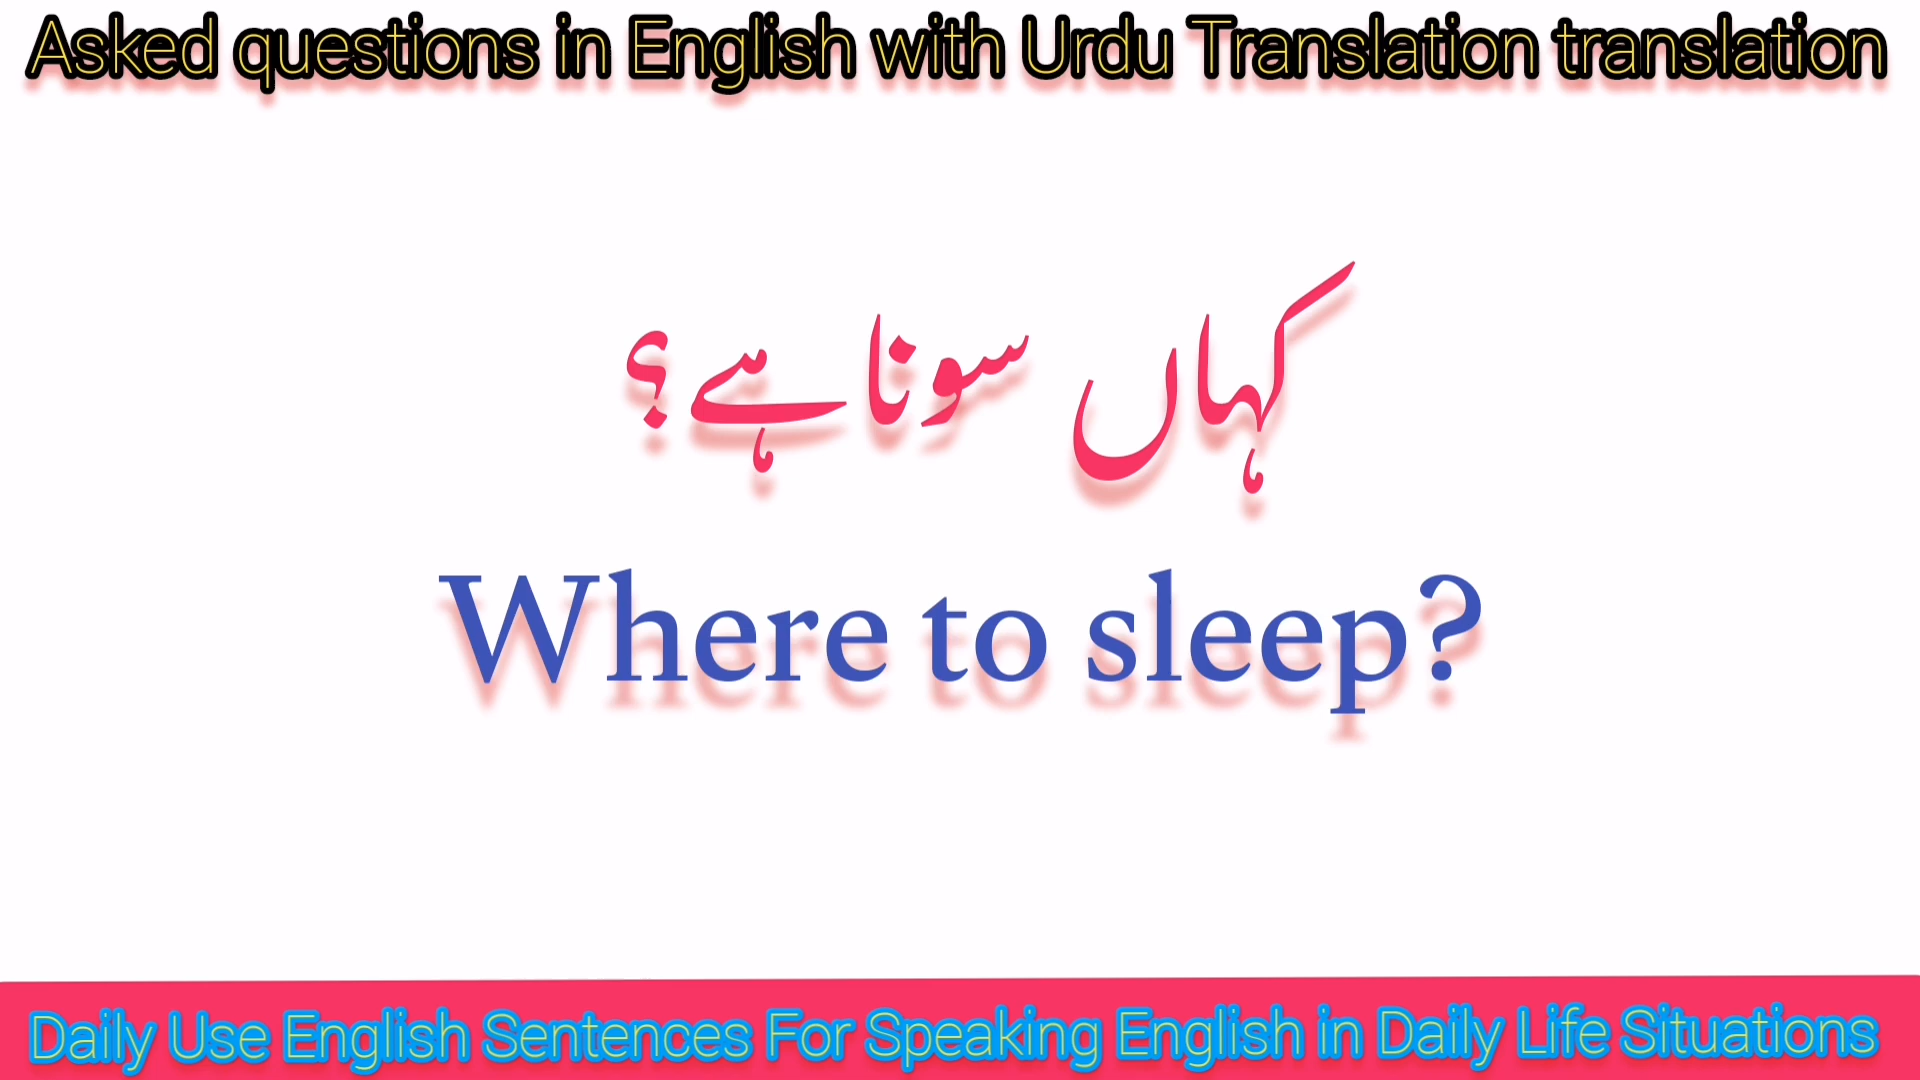 Asked questions in English with Urdu Translation translation
کہاں سونا ہے؟
Where to sleep?
Daily Use English Sentences For Speaking English in Daily Life Situations